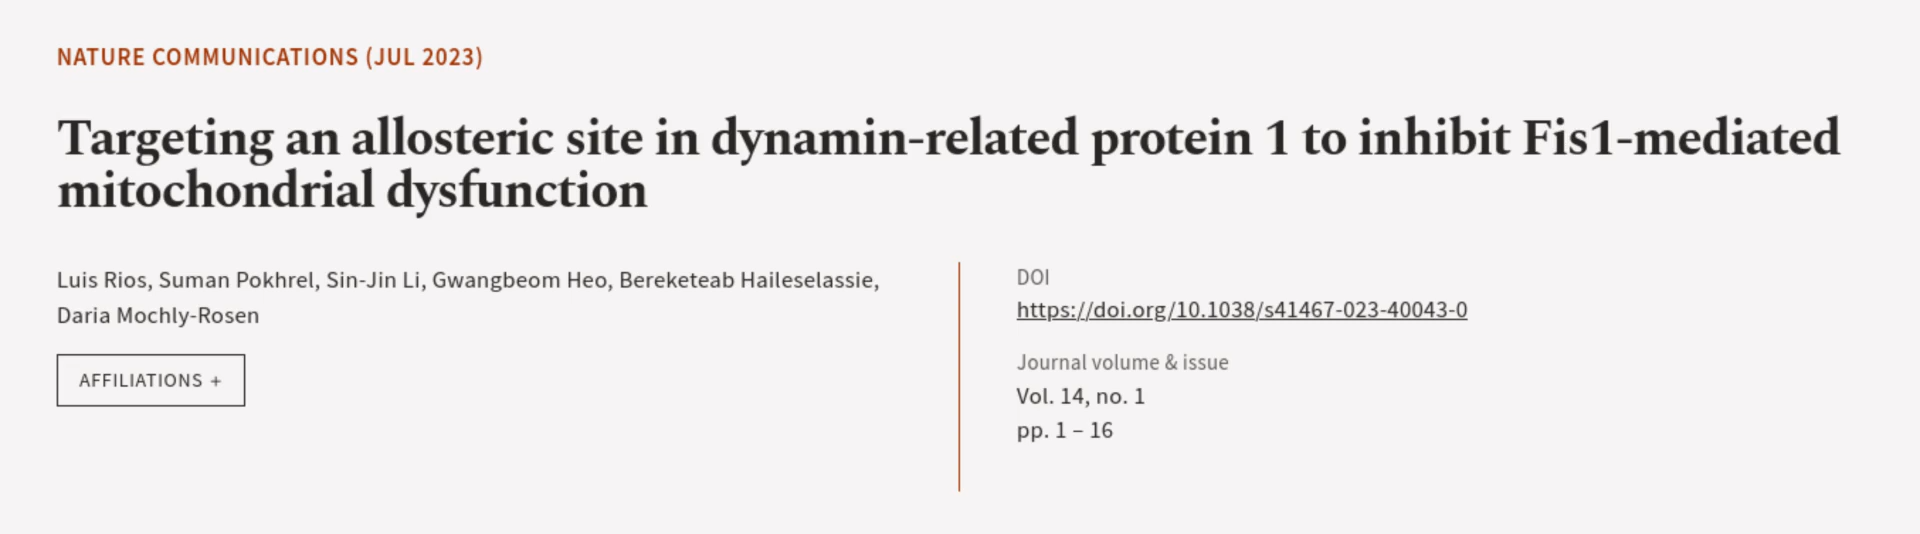 NATURE COMMUNICATIONS (JUL 2023)
Targeting an allosteric site in dynamin-related protein 1 to inhibit Fis1-mediated
mitochondrial dysfunction
Luis Rios, Suman Pokhrel, Sin-Jin Li, Gwangbeom Heo, Bereketeab Haileselassie,
Daria Mochly-Rosen
AFFILIATIONS +
DOI
https://doi.org/10.1038/s41467-023-40043-0
Journal volume & issue
Vol. 14, no. 1
pp. 1 – 16